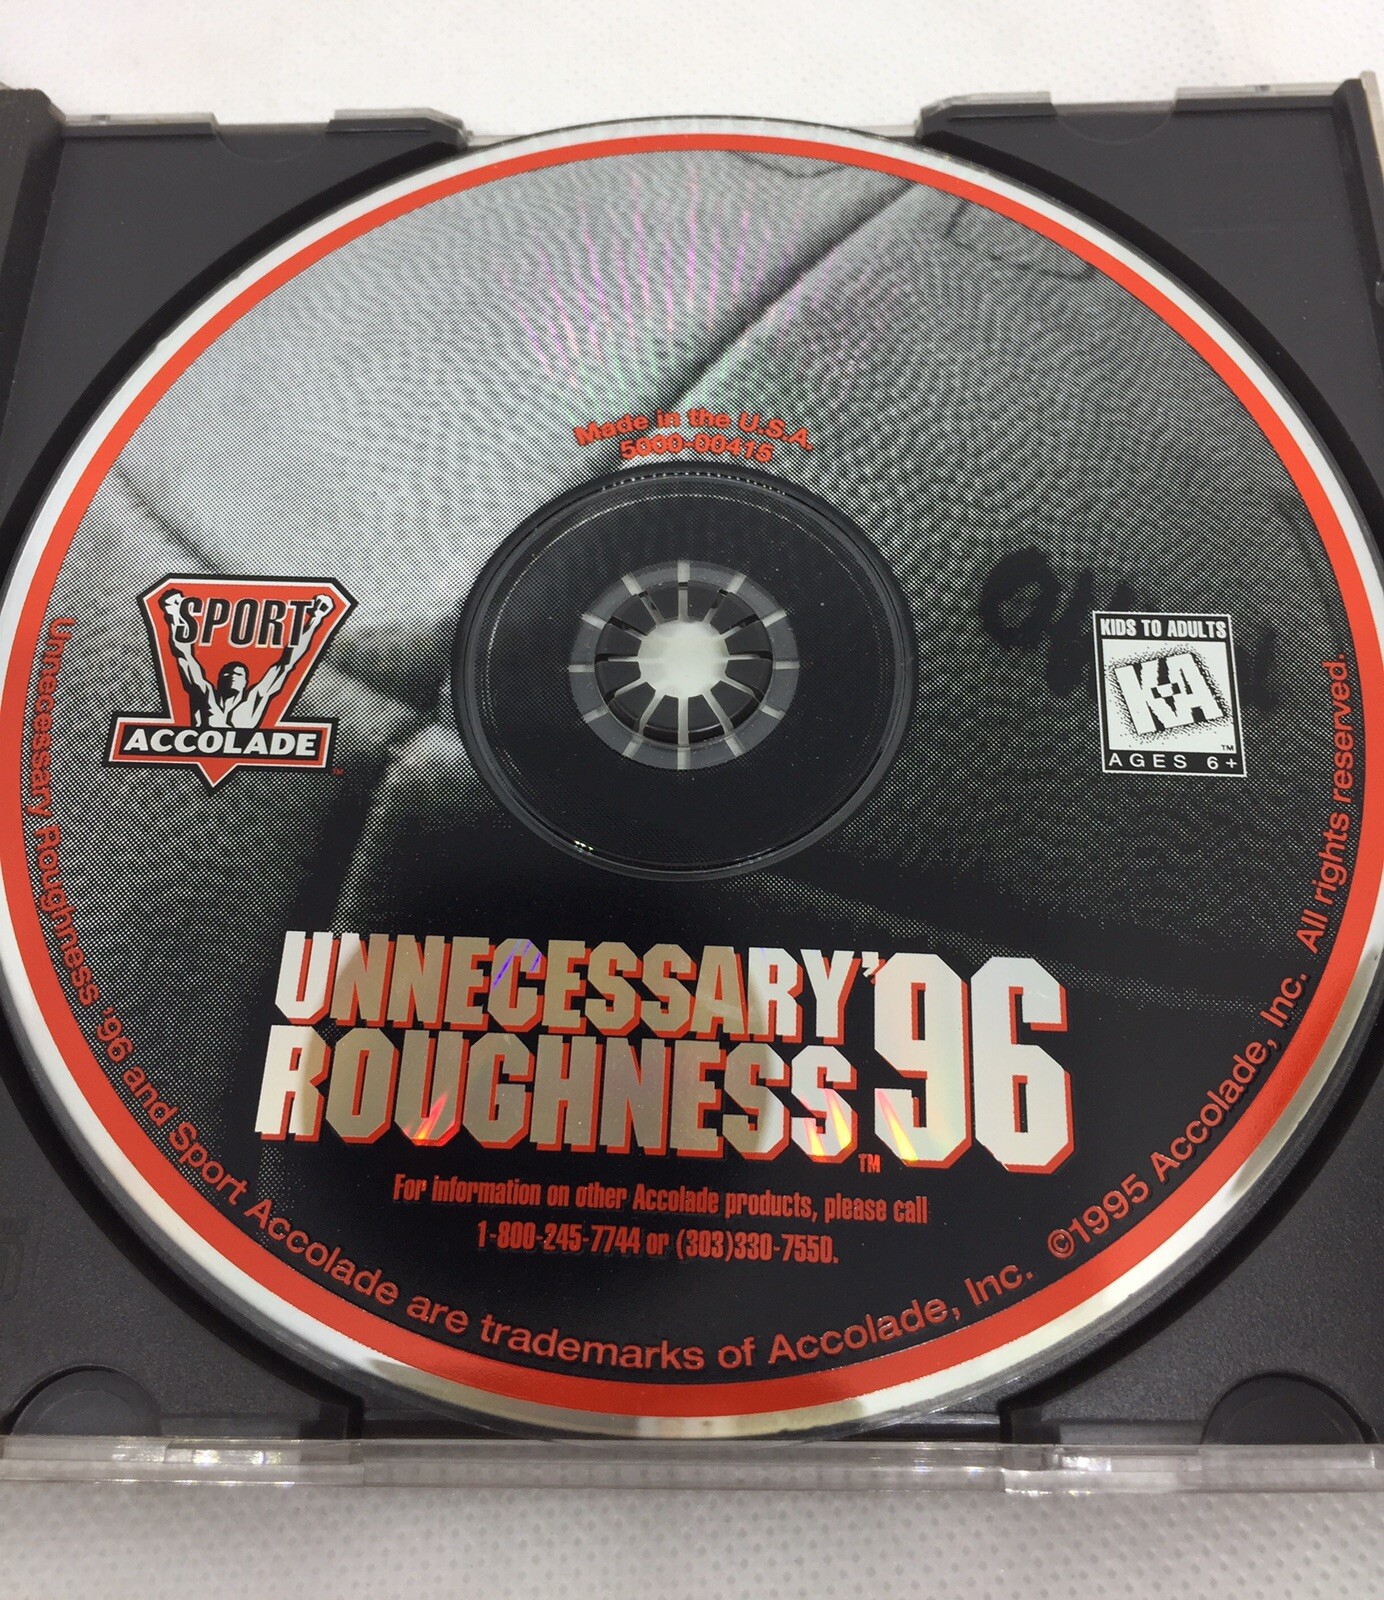 Made in the U.S.A.
5000-00415
SPORT
ACCOLADE
TM
KIDS TO ADULTS
K-A
TM
AGES 6+
UNNECESSARY
ROUGHNESS '96
TM
For information on other Accolade products, please call
1-800-245-7744 or (303)330-7550.
Unnecessary Roughness '96 and Sport Accolade are trademarks of Accolade, Inc. ©1995 Accolade, Inc. All rights reserved.